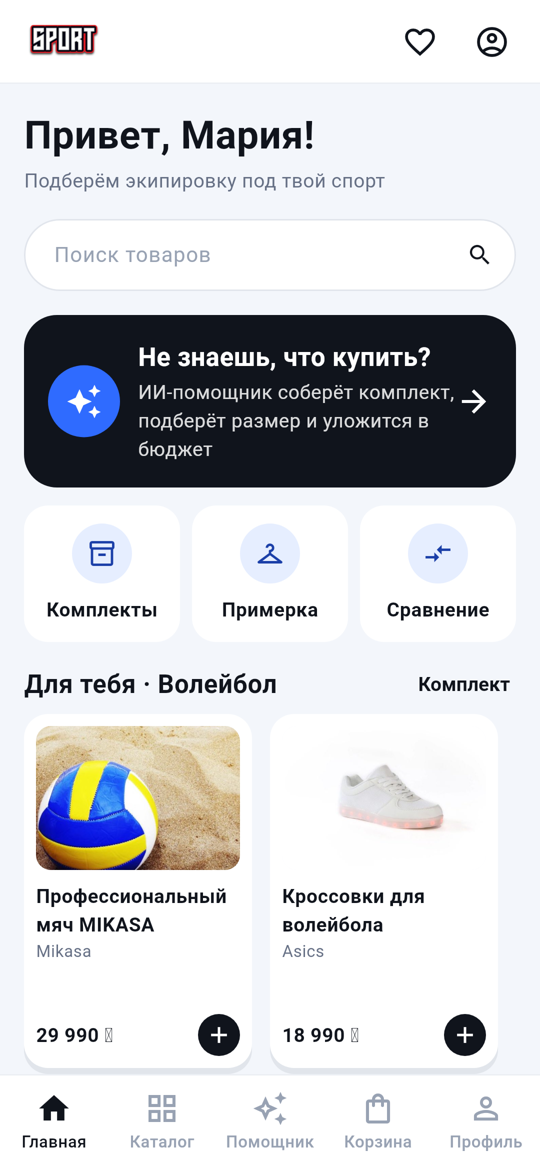 SPORT
Привет, Мария!
Подберём экипировку под твой спорт
Поиск товаров
Не знаешь, что купить?
ИИ-помощник соберёт комплект,
подберёт размер и уложится в
бюджет
Комплекты
Примерка
Сравнение
Для тебя · Волейбол
Комплект
Профессиональный
мяч MIKASA
Mikasa
29 990
Кроссовки для
волейбола
Asics
18 990
Главная
Каталог
Помощник
Корзина
Профиль